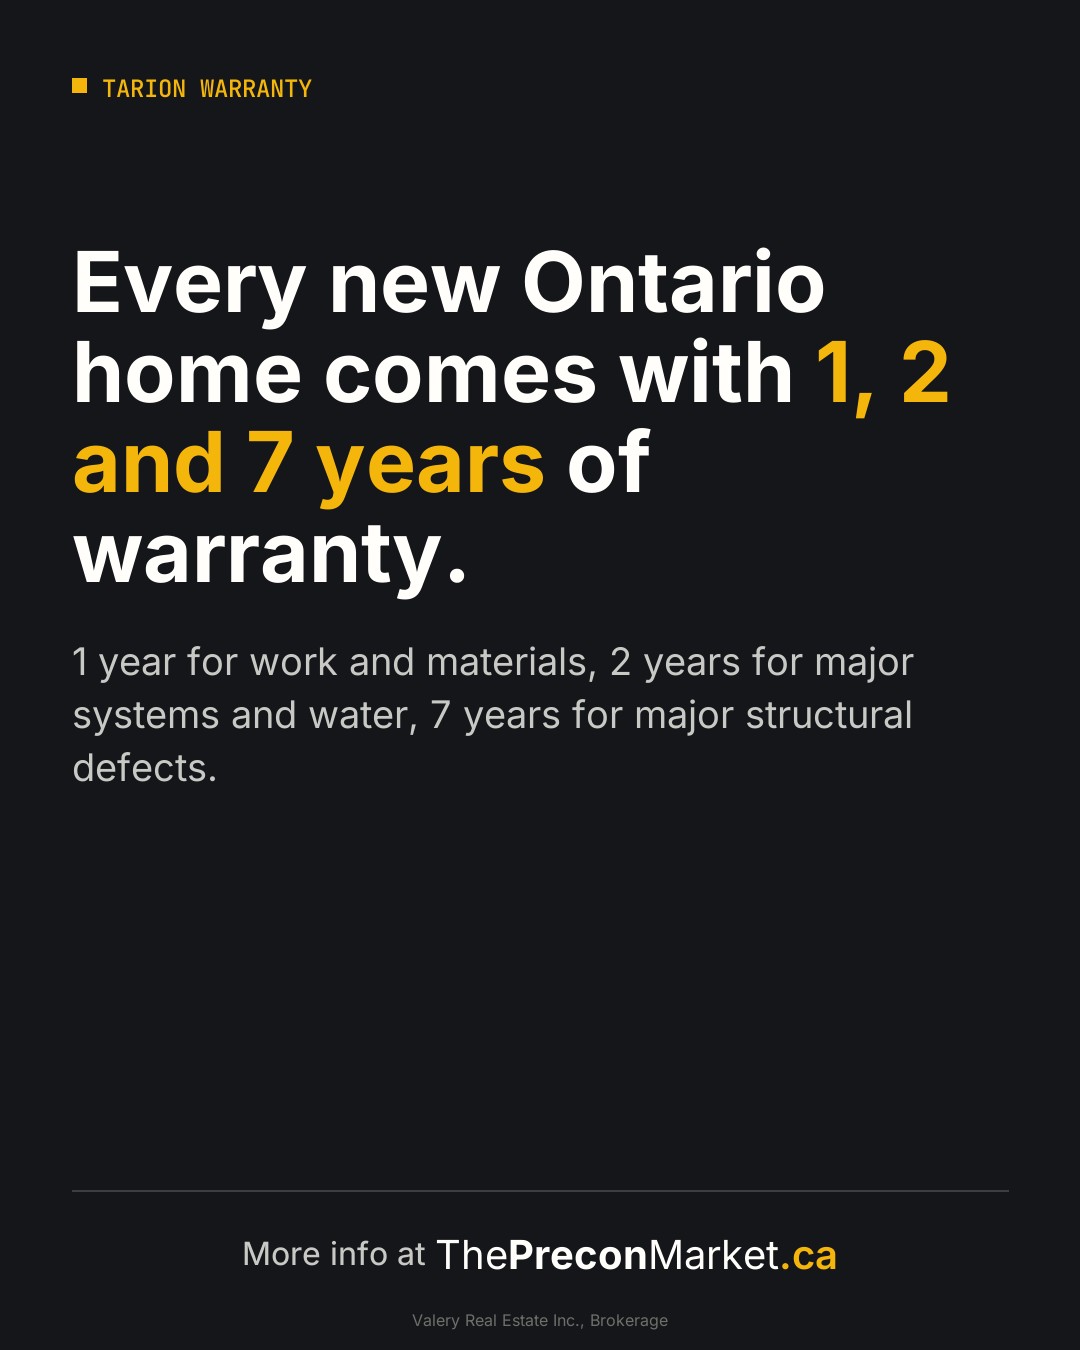 TARION WARRANTY
Every new Ontario
home comes with 1, 2
and 7 years of
warranty.
1 year for work and materials, 2 years for major
systems and water, 7 years for major structural
defects.
More info at ThePreconMarket.ca
Valery Real Estate Inc., Brokerage